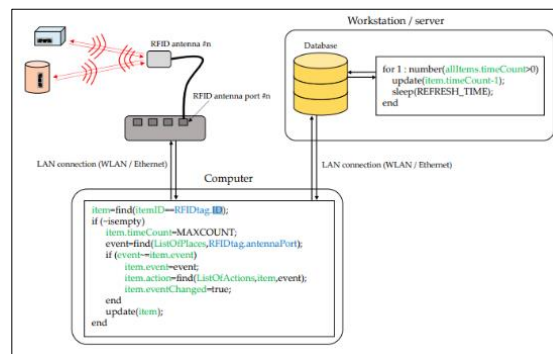 Workstation / server
RFID antenna #n
Database
for 1 : number(allItems.timeCount>0)
update(item.timeCount-1);
sleep(REFRESH_TIME);
end
RFID antenna port #n
LAN connection (WLAN / Ethernet)
LAN connection (WLAN / Ethernet)
Computer
item=find(itemID==RFIDtag.ID);
if (~isempty)
item.timeCount=MAXCOUNT;
event=find(ListOfPlaces,RFIDtag.antennaPort);
if (event~=item.event)
item.event=event;
item.action=find(ListOfActions,item,event);
item.eventChanged=true;
end
update(item);
end